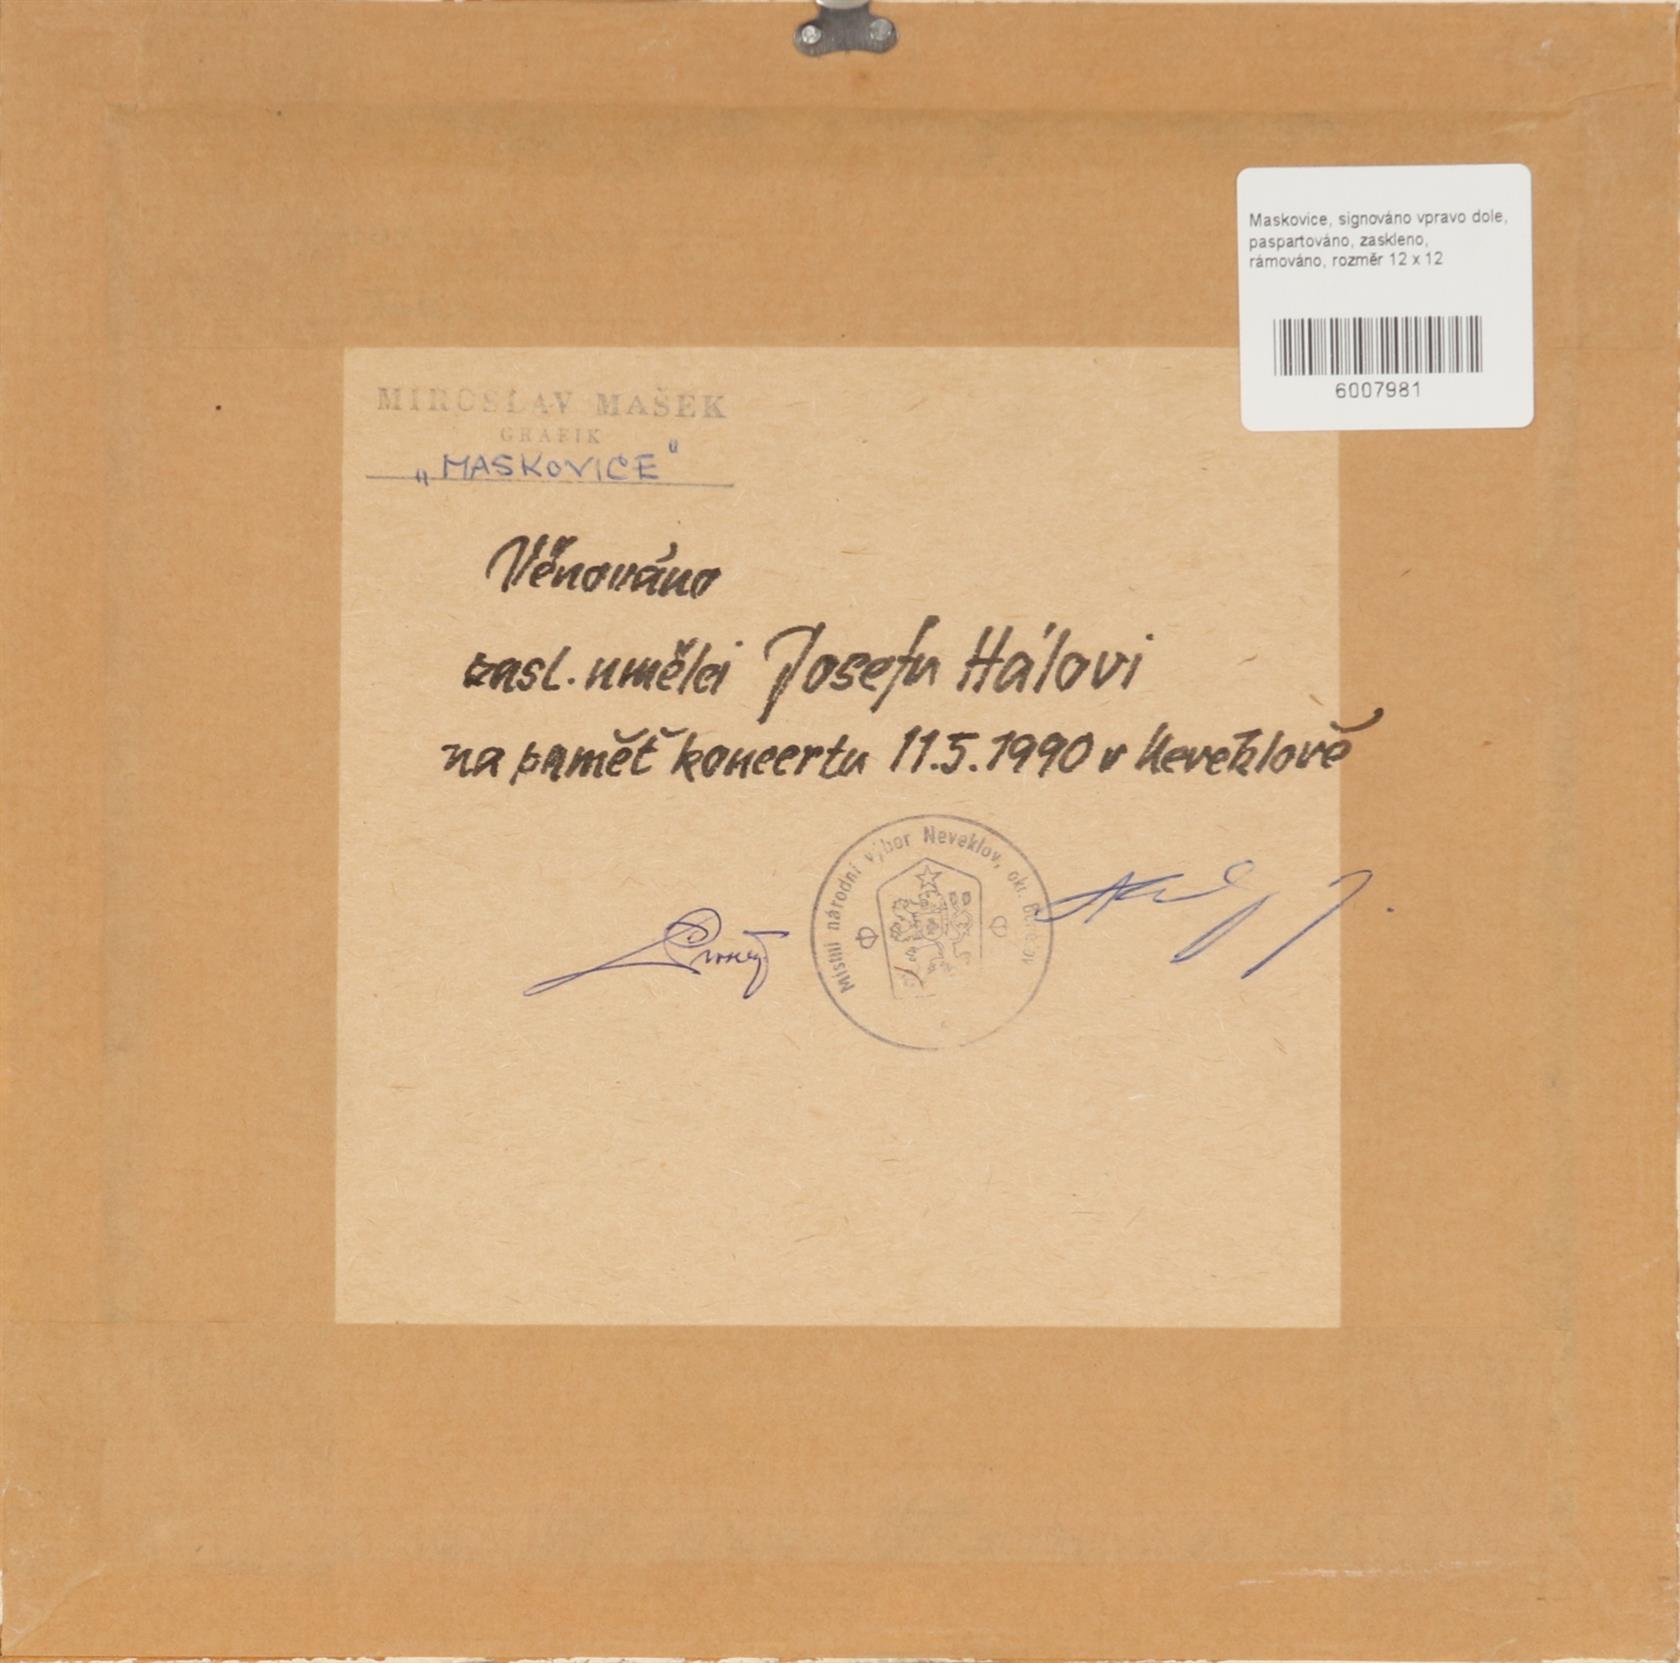 Maskovice, signováno vpravo dole,
paspartováno, zaskleno,
rámováno, rozměr 12 x 12
6007981
MIROSLAV MAŠEK
GRAFIK
„MASKOVICE"
Věnováno
zasl. umělci Josefu Hálovi
na paměť koncertu 11.5.1990 v Neveklově
Místní národní výbor Neveklov, okr. Benešov